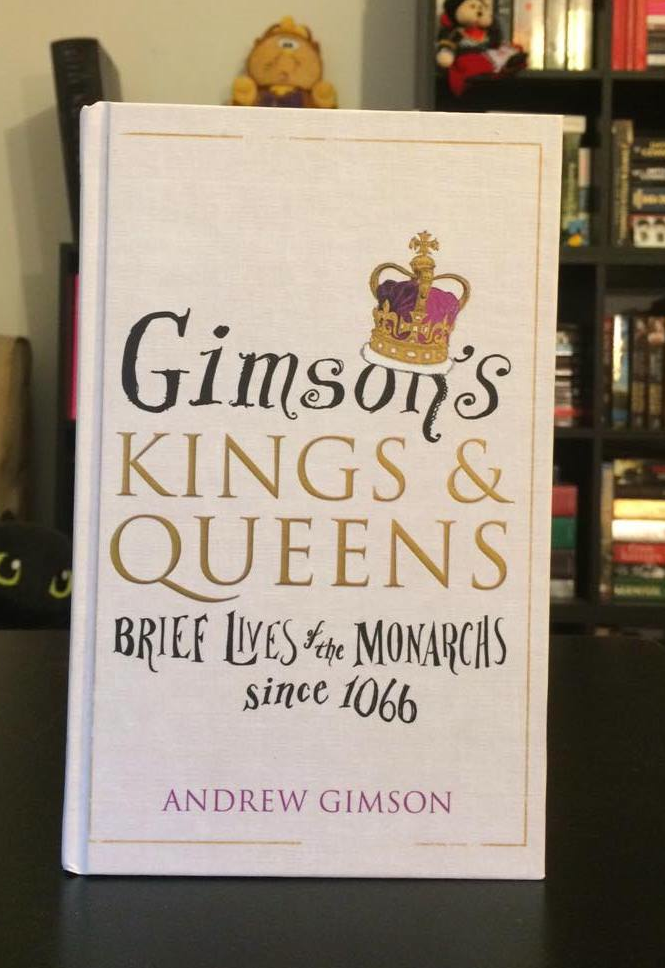 Gimson's
KINGS &
QUEENS
BRIEF LIVES of the MONARCHS
since 1066
ANDREW GIMSON